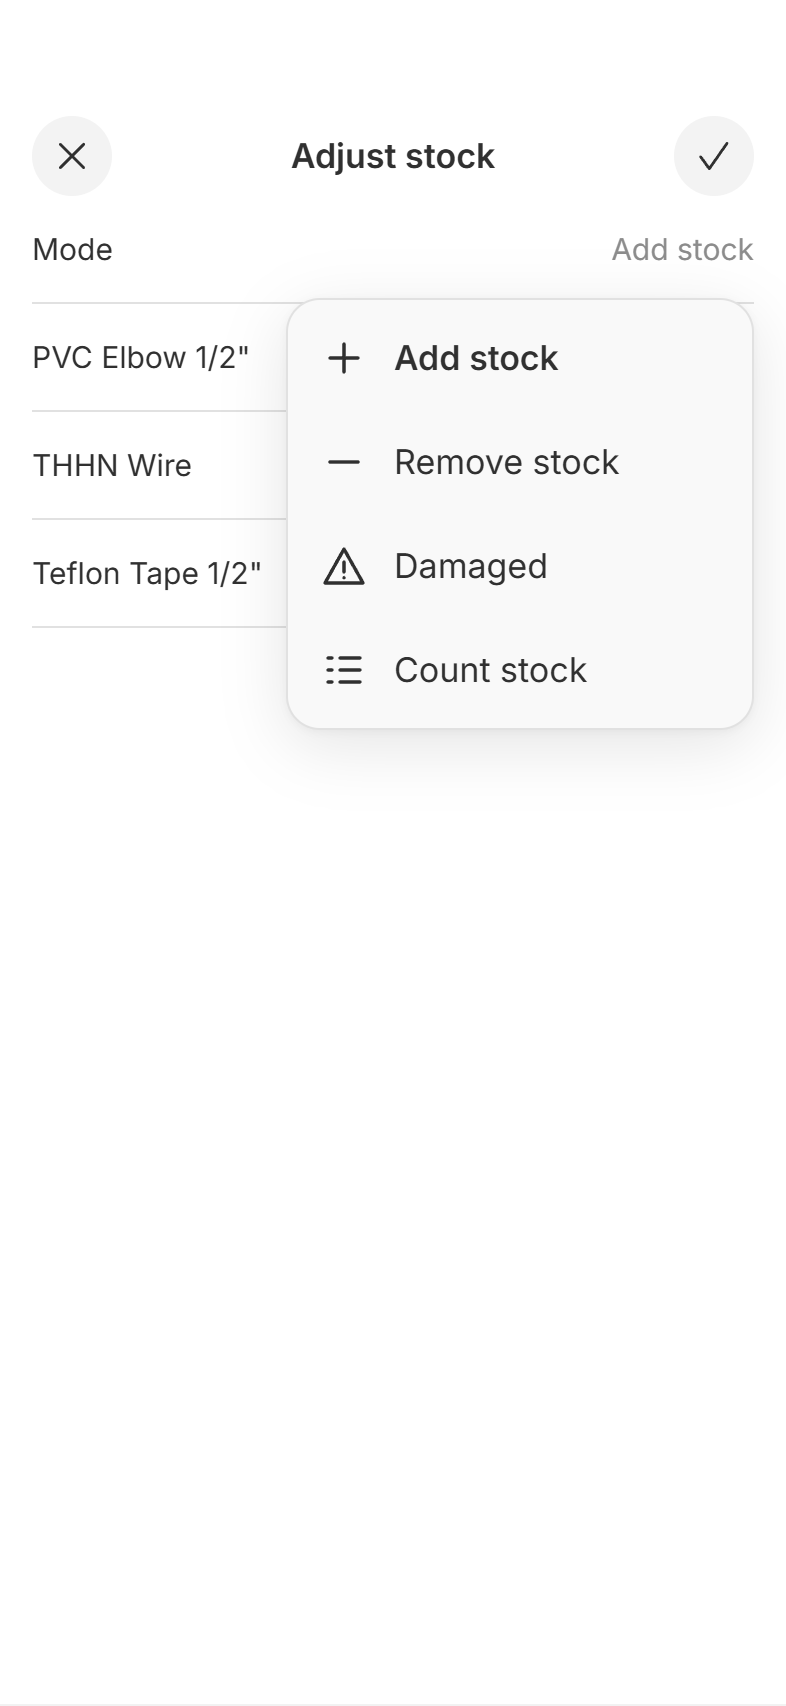 Adjust stock
Mode Add stock
PVC Elbow 1/2"
THHN Wire
Teflon Tape 1/2"
Add stock
Remove stock
Damaged
Count stock